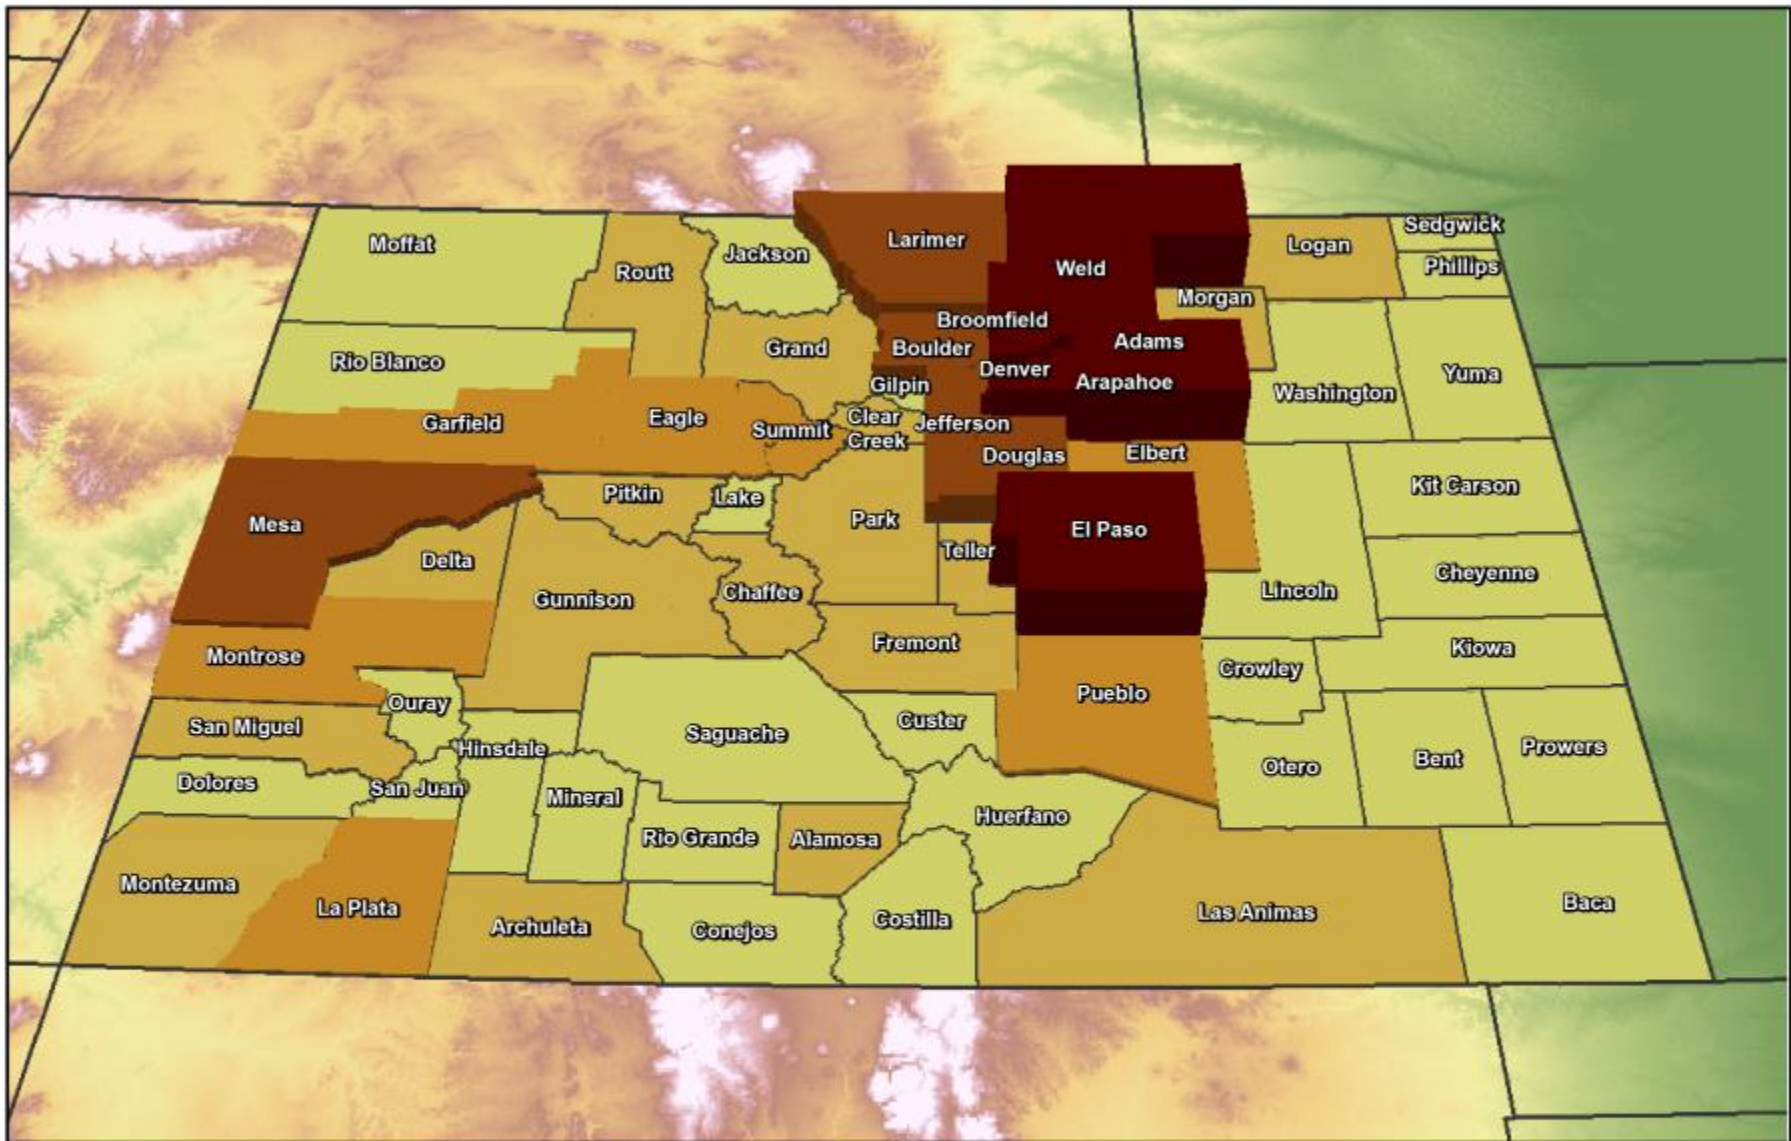 Moffat
Routt
Jackson
Larimer
Weld
Logan
Sedgwick
Phillips
Morgan
Rio Blanco
Grand
Broomfield
Boulder
Adams
Denver
Arapahoe
Gilpin
Washington
Yuma
Garfield
Eagle
Summit
Clear
Creek
Jefferson
Douglas
Elbert
Mesa
Pitkin
Lake
Park
Kit Carson
Delta
Teller
El Paso
Gunnison
Chaffee
Lincoln
Cheyenne
Montrose
Fremont
Kiowa
Ouray
Pueblo
Crowley
San Miguel
Hinsdale
Saguache
Custer
Otero
Bent
Prowers
Dolores
San Juan
Mineral
Huerfano
Rio Grande
Alamosa
Montezuma
La Plata
Archuleta
Conejos
Costilla
Las Animas
Baca